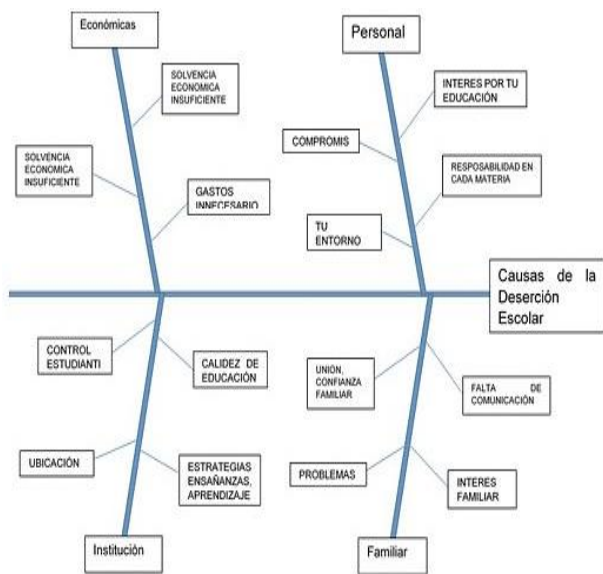 Económicas
SOLVENCIA
ECONOMICA
INSUFICIENTE
SOLVENCIA
ECONOMICA
INSUFICIENTE
GASTOS
INNECESARIO
Personal
INTERES POR TU
EDUCACIÓN
COMPROMIS
RESPOSABILIDAD EN
CADA MATERIA
TU
ENTORNO
Causas de la
Deserción
Escolar
CONTROL
ESTUDIANTI
CALIDEZ DE
EDUCACIÓN
UBICACIÓN
ESTRATEGIAS
ENSAÑANZAS,
APRENDIZAJE
Institución
UNIÓN,
CONFIANZA
FAMILIAR
FALTA DE
COMUNICACIÓN
PROBLEMAS
INTERES
FAMILIAR
Familiar